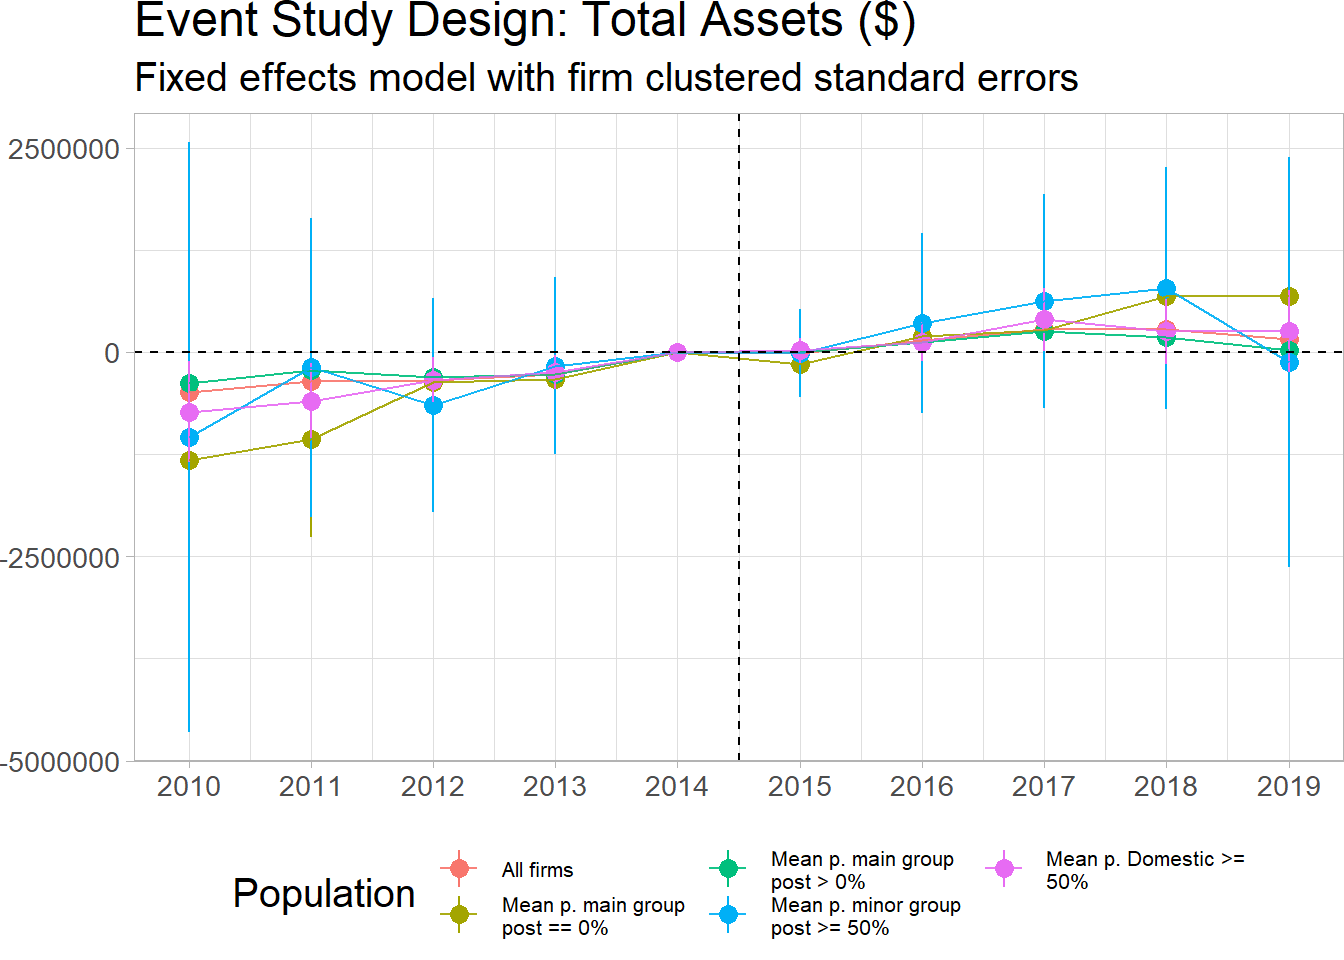 Event Study Design: Total Assets ($)
Fixed effects model with firm clustered standard errors
2500000
0
-2500000
-5000000
2010 2011 2012 2013 2014 2015 2016 2017 2018 2019
Population
All firms
Mean p. main group
post == 0%
Mean p. main group
post > 0%
Mean p. minor group
post >= 50%
Mean p. Domestic >=
50%